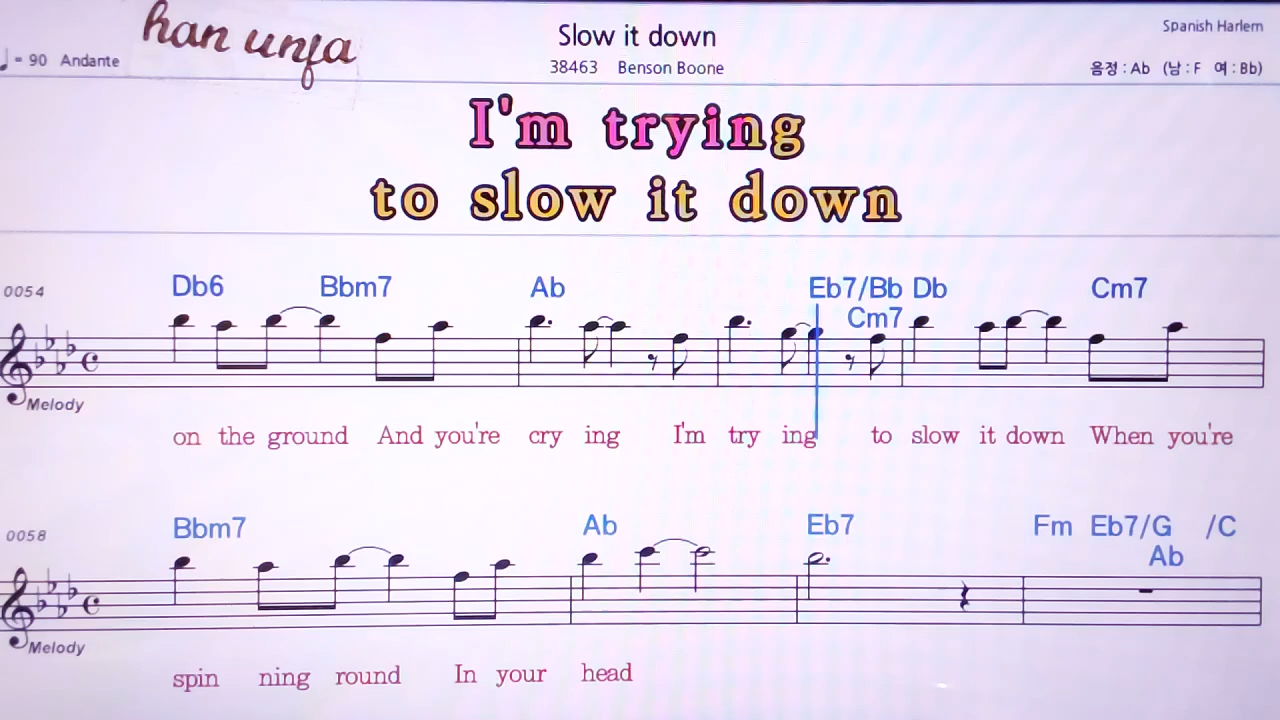 han unja
Slow it down
Spanish Harlem
♩ = 90 Andante
38463 Benson Boone
음정 : Ab (남 : F 여 : Bb)
I'm trying
to slow it down
0054 Db6 Bbm7 Ab Eb7/Bb Db Cm7
Cm7
Melody
on the ground And you're cry ing I'm try ing to slow it down When you're
0058 Bbm7 Ab Eb7 Fm Eb7/G /C
Ab
Melody
spin ning round In your head